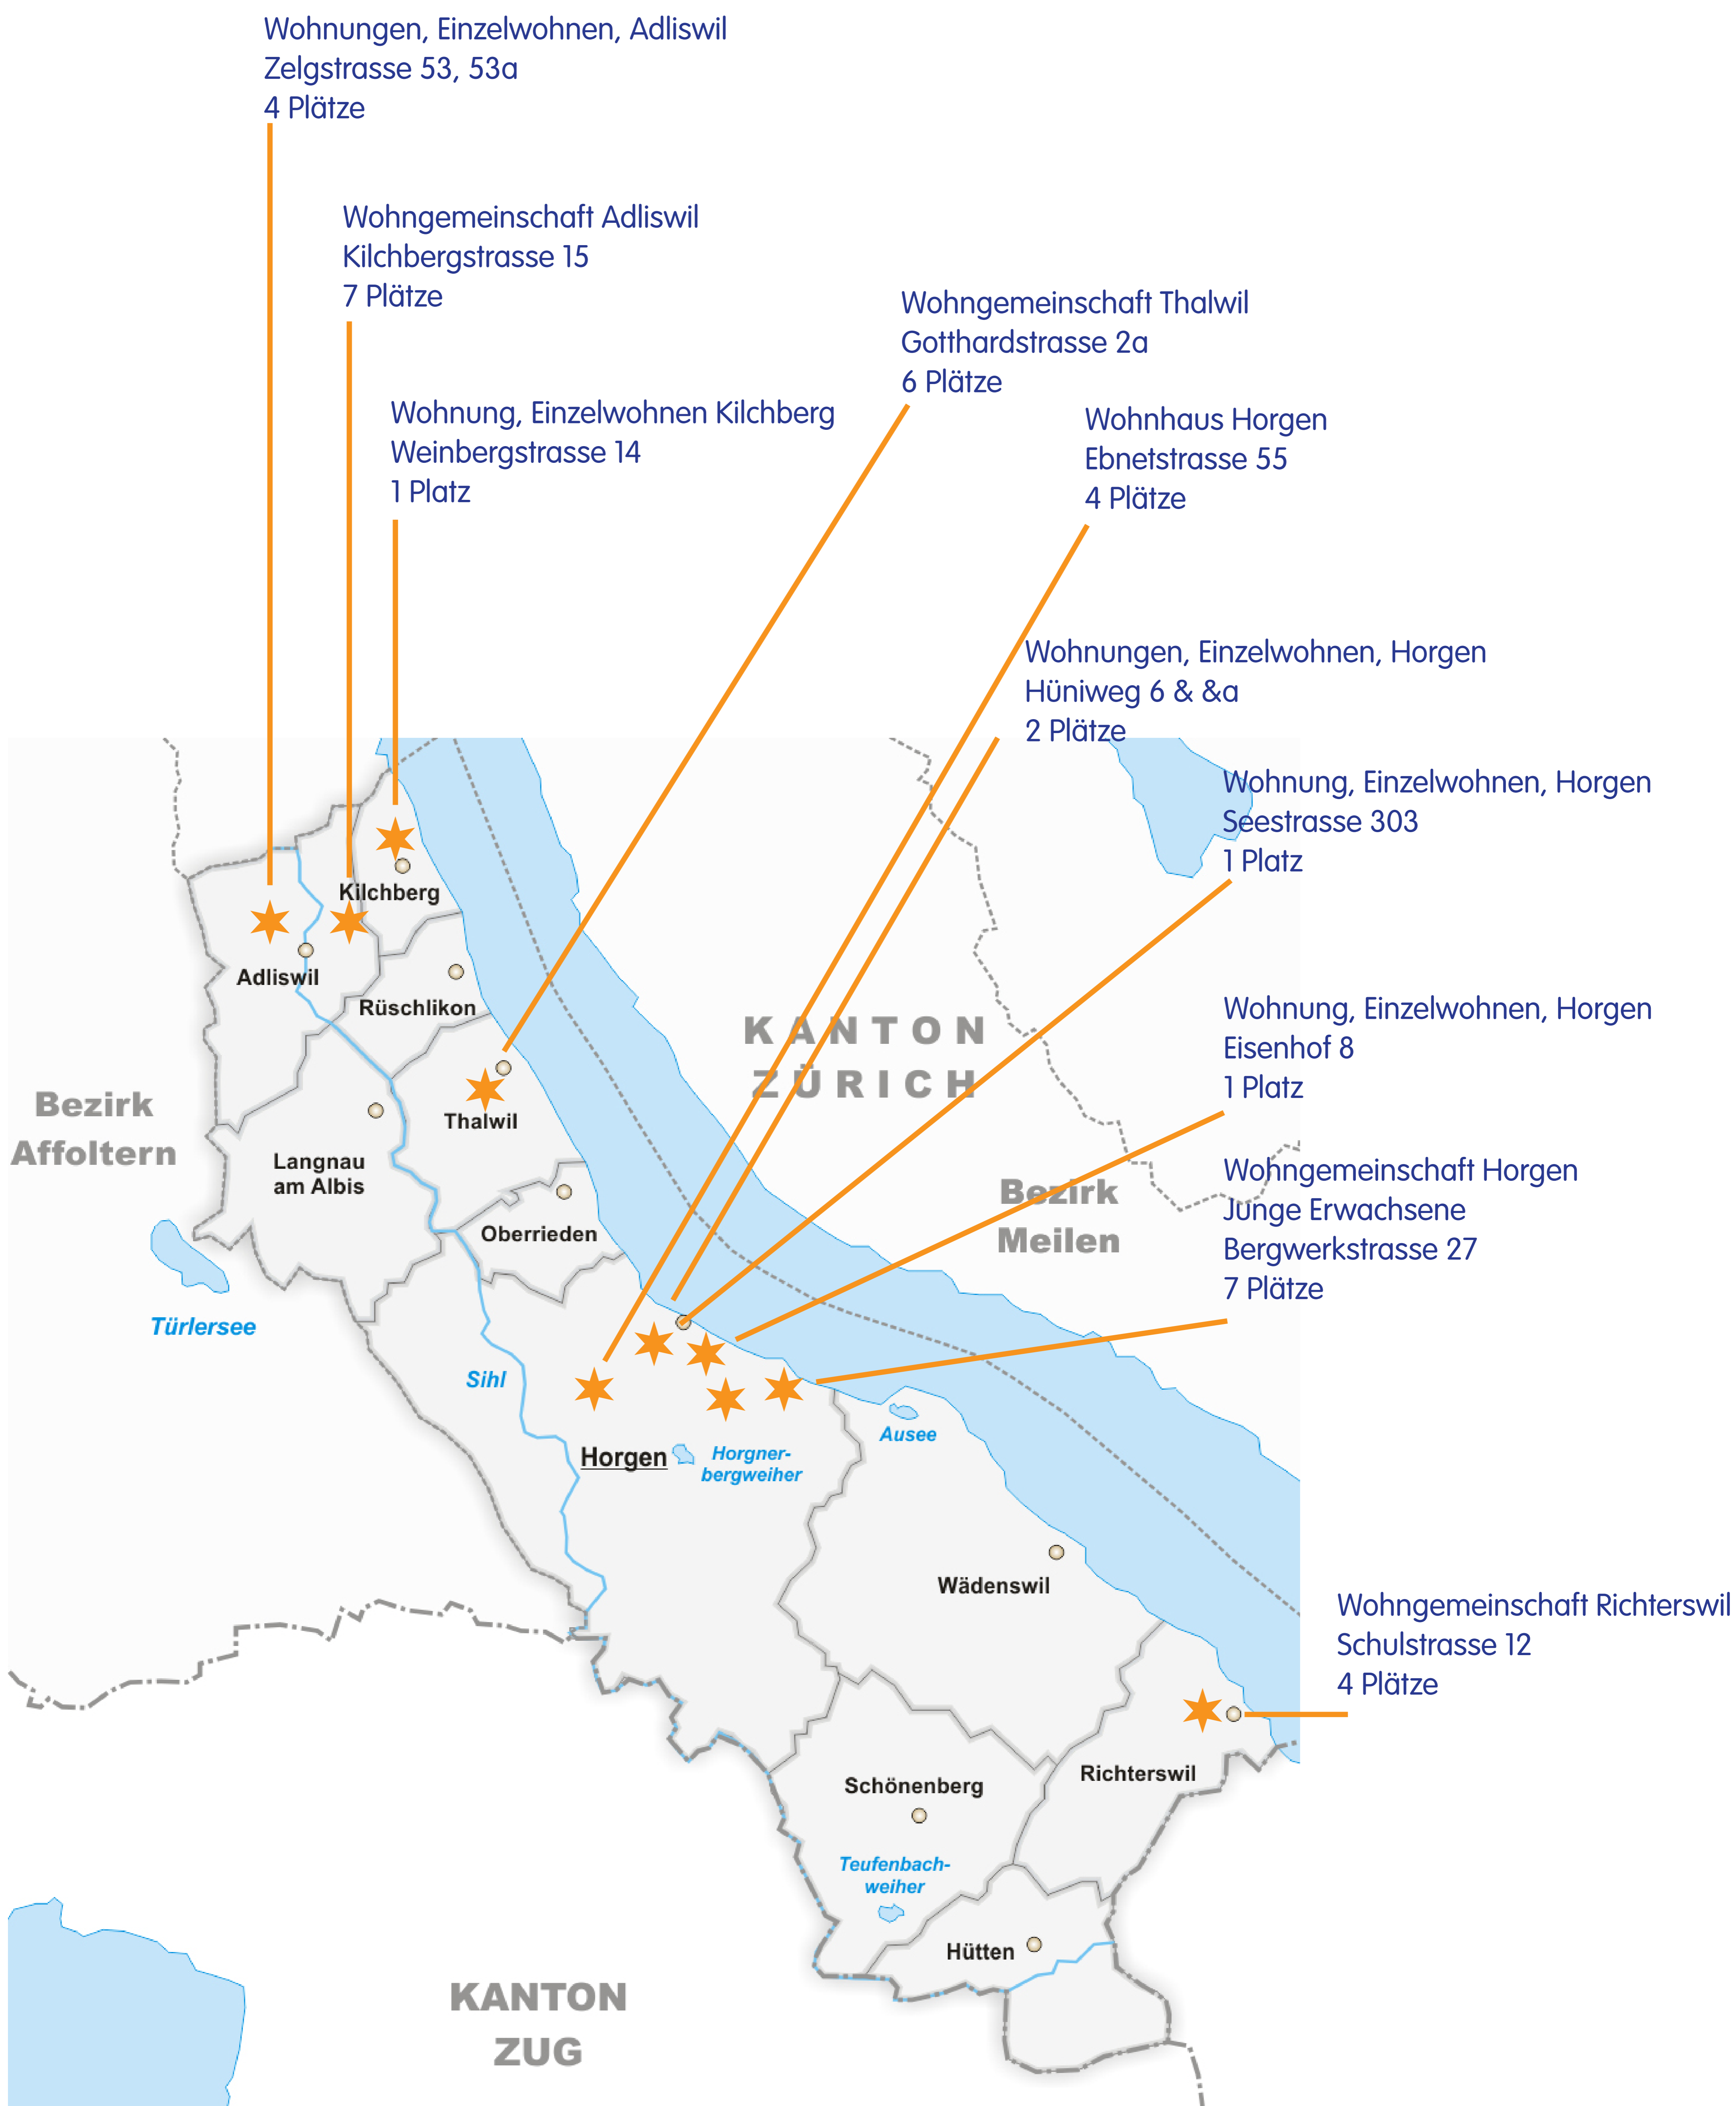 Wohnungen, Einzelwohnen, Adliswil
Zelgstrasse 53, 53a
4 Plätze
Wohngemeinschaft Adliswil
Kilchbergstrasse 15
7 Plätze
Wohnung, Einzelwohnen Kilchberg
Weinbergstrasse 14
1 Platz
Wohngemeinschaft Thalwil
Gotthardstrasse 2a
6 Plätze
Wohnhaus Horgen
Ebnetstrasse 55
4 Plätze
Wohnungen, Einzelwohnen, Horgen
Hüniweg 6 & &a
2 Plätze
Wohnung, Einzelwohnen, Horgen
Seestrasse 303
1 Platz
Wohnung, Einzelwohnen, Horgen
Eisenhof 8
1 Platz
Wohngemeinschaft Horgen
Junge Erwachsene
Bergwerkstrasse 27
7 Plätze
Wohngemeinschaft Richterswil
Schulstrasse 12
4 Plätze
Kilchberg
Adliswil
Rüschlikon
KANTON
ZÜRICH
Bezirk
Affoltern
Thalwil
Langnau
am Albis
Bezirk
Meilen
Oberrieden
Türlersee
Sihl
Ausee
Horgen
Horgner-
bergweiher
Wädenswil
Richterswil
Schönenberg
Teufenbach-
weiher
Hütten
KANTON
ZUG